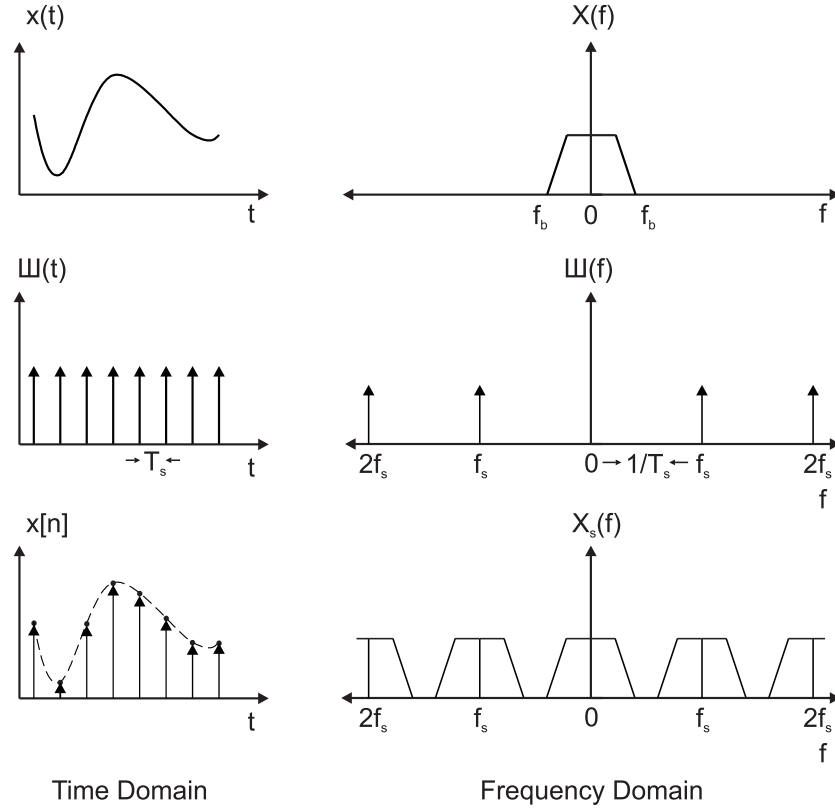 x(t)
X(f)
t
f_b 0 f_b
f
Ш(t)
Ш(f)
→T_s←
t
2f_s f_s 0→1/T_s←f_s 2f_s
f
x[n]
X_s(f)
t
2f_s f_s 0 f_s 2f_s
f
Time Domain
Frequency Domain